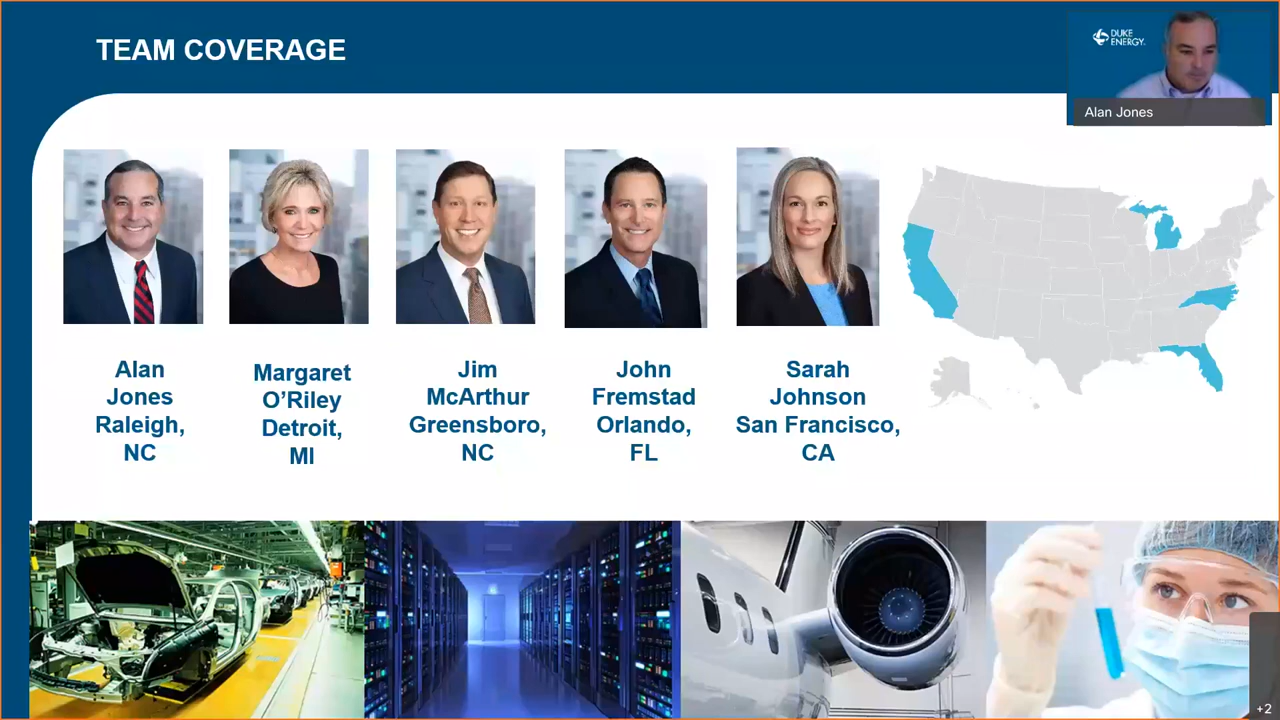 TEAM COVERAGE
DUKE
ENERGY.
Alan Jones
Alan
Jones
Raleigh,
NC
Margaret
O’Riley
Detroit,
MI
Jim
McArthur
Greensboro,
NC
John
Fremstad
Orlando,
FL
Sarah
Johnson
San Francisco,
CA
+2